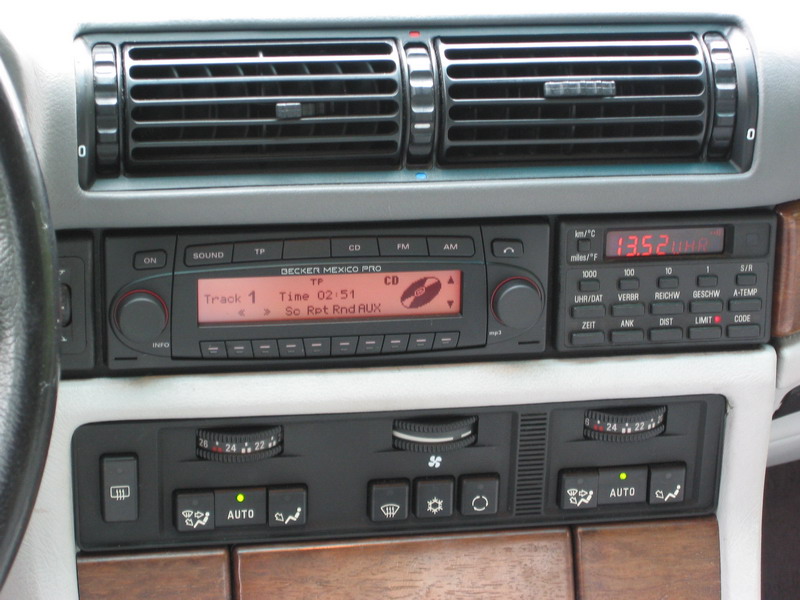 0
0
ON SOUND TP CD FM AM
BECKER MEXICO PRO
TP CD
Track 1 Time 02:51
« »
Sc Rpt Rnd AUX
INFO
mp3
km/°C
miles/°F
13.52 UHR
1000 100 10 1 S/R
UHR/DAT VERBR REICHW GESCHW A-TEMP
ZEIT ANK DIST LIMIT CODE
26 24 22
24 22
AUTO
AUTO